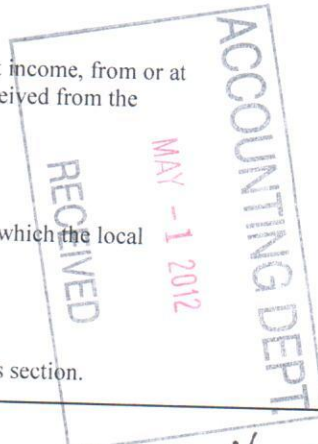 income, from or at
eived from the
which the local
s section.
ACCOUNTING DEPT.
MAY - 1 2012
RECEIVED